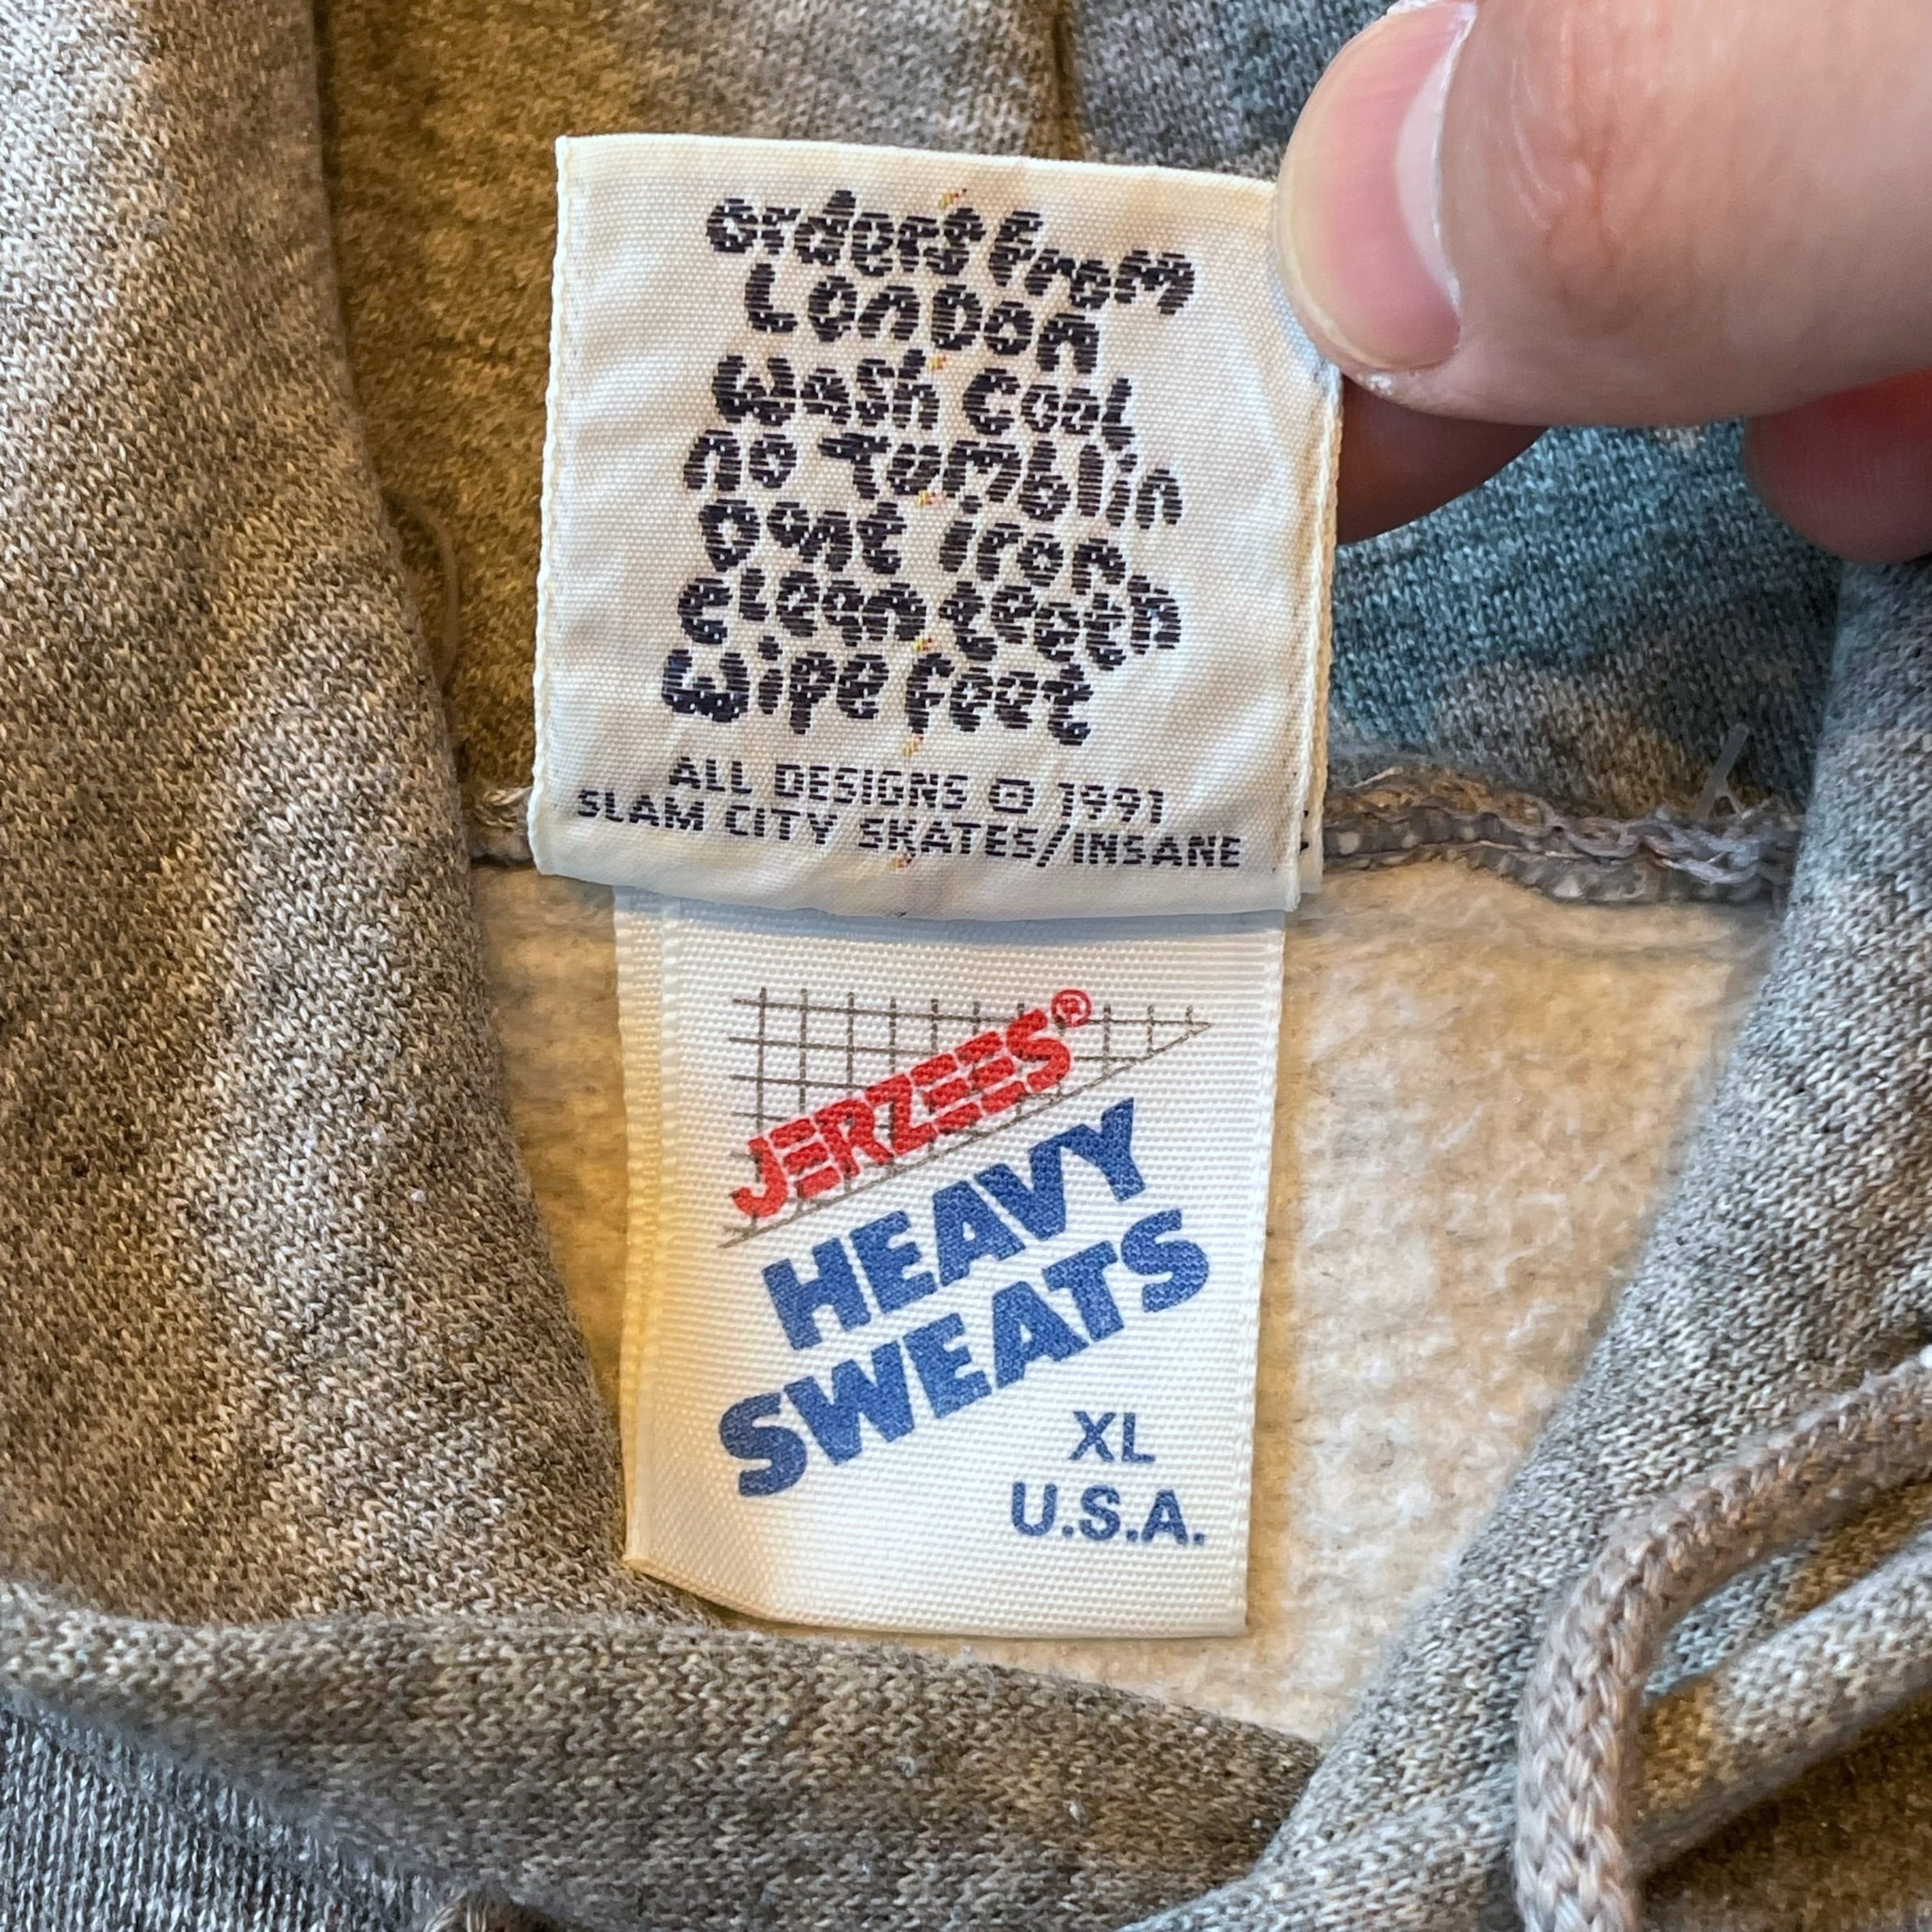 orders from
London
Wash Cool
no Tumblin
Dont iron
clean teeth
Wipe feet
ALL DESIGNS © 1991
SLAM CITY SKATES/INSANE
JERZEES®
HEAVY
SWEATS
XL
U.S.A.